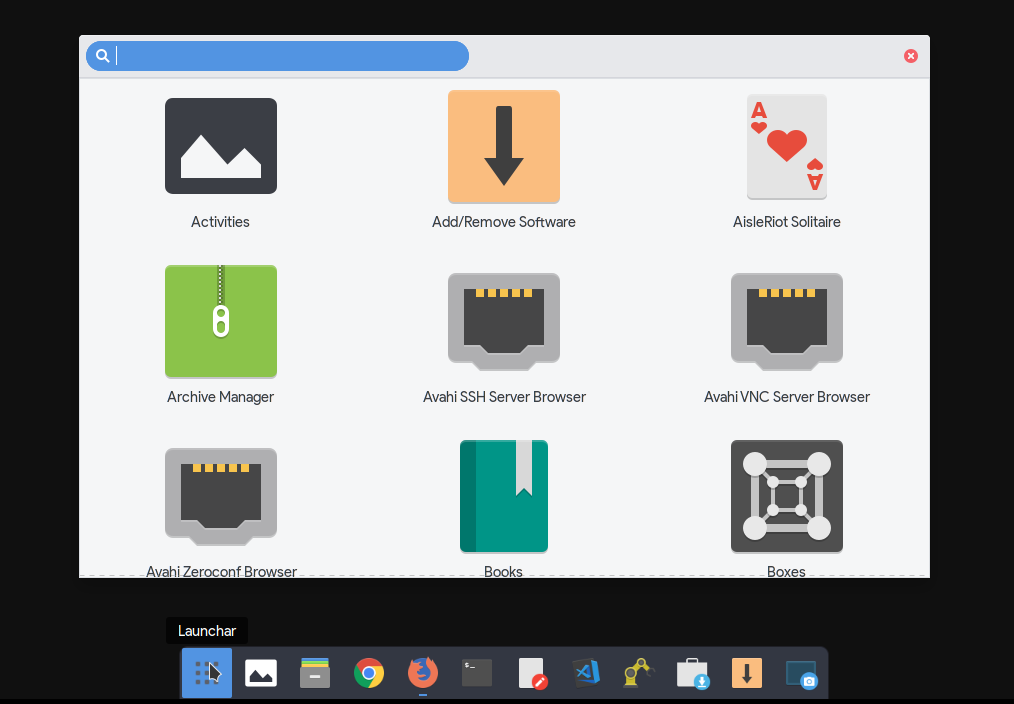 Activities
Add/Remove Software
A
A
AisleRiot Solitaire
Archive Manager
Avahi SSH Server Browser
Avahi VNC Server Browser
Avahi Zeroconf Browser
Books
Boxes
Launchar
$_